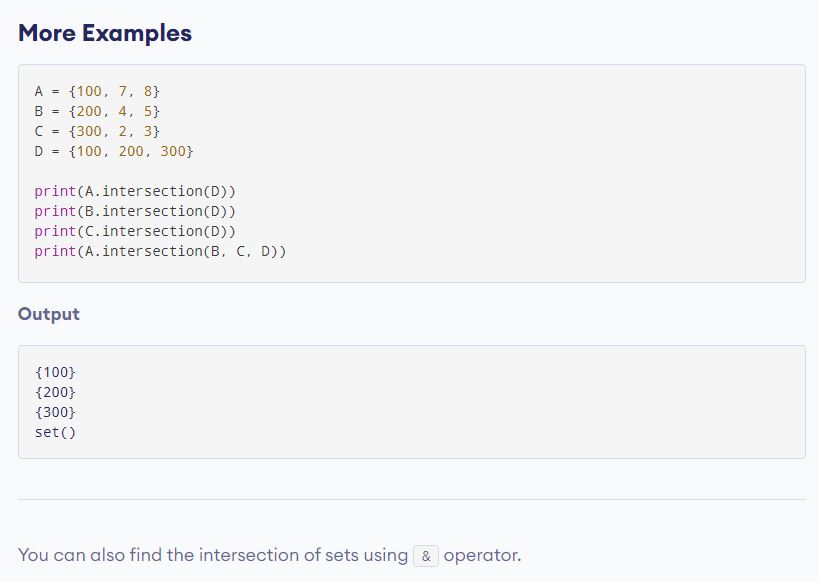 More Examples
A = {100, 7, 8}
B = {200, 4, 5}
C = {300, 2, 3}
D = {100, 200, 300}
print(A.intersection(D))
print(B.intersection(D))
print(C.intersection(D))
print(A.intersection(B, C, D))
Output
{100}
{200}
{300}
set()
You can also find the intersection of sets using & operator.